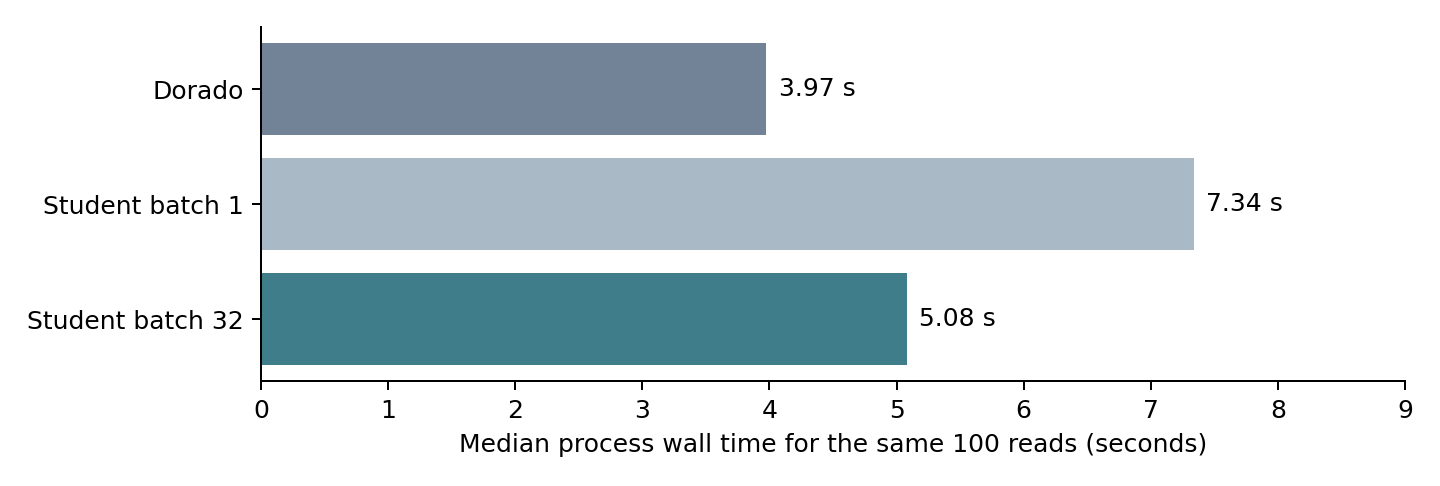 Dorado
3.97 s
Student batch 1
7.34 s
Student batch 32
5.08 s
0 1 2 3 4 5 6 7 8 9
Median process wall time for the same 100 reads (seconds)